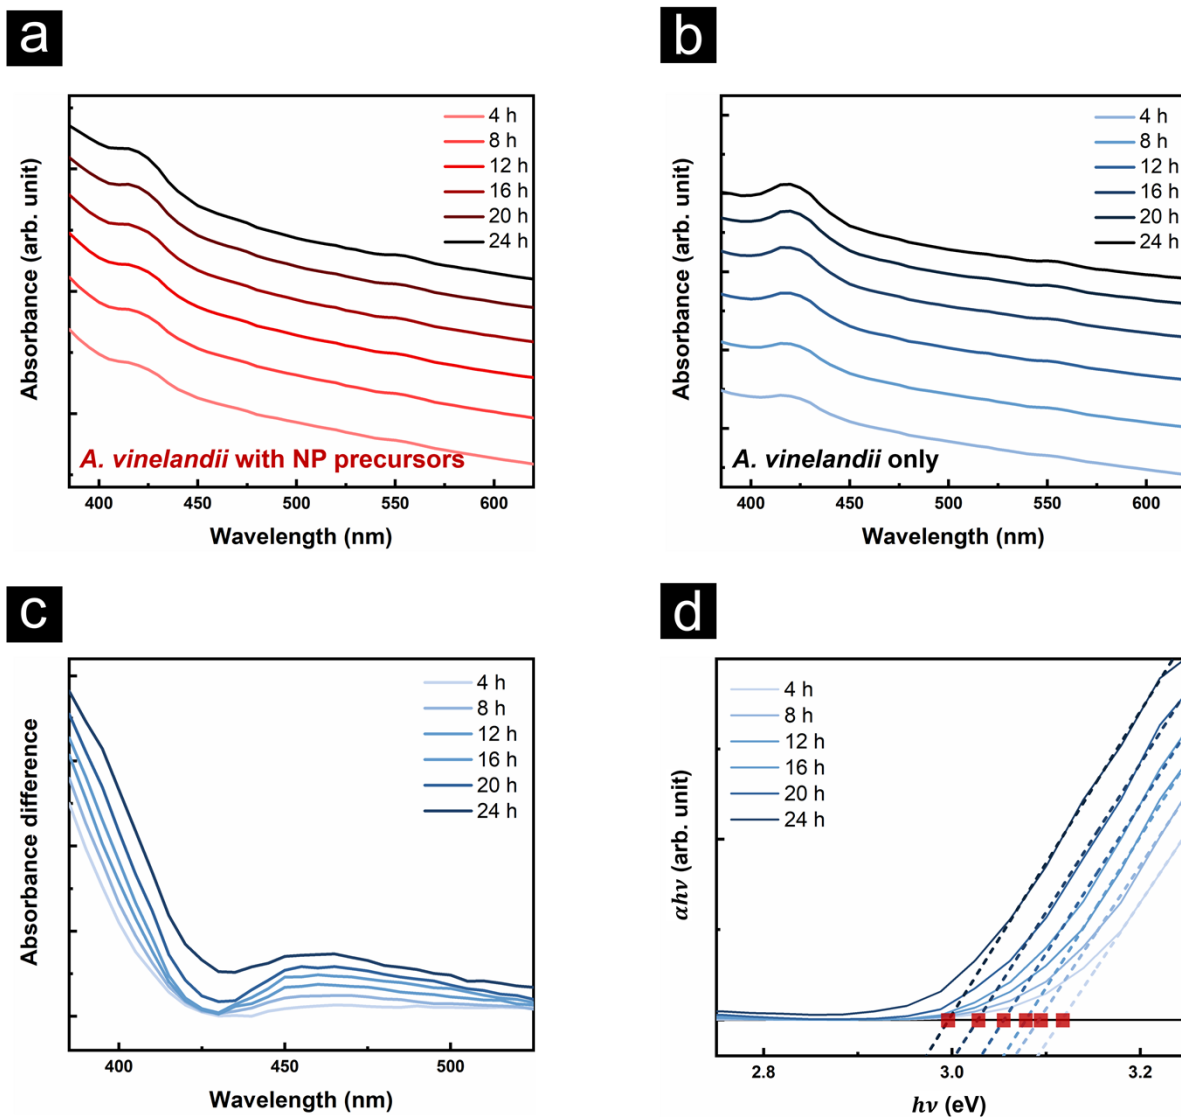 a
Absorbance (arb. unit)
4 h
8 h
12 h
16 h
20 h
24 h
A. vinelandii with NP precursors
400 450 500 550 600
Wavelength (nm)
b
Absorbance (arb. unit)
4 h
8 h
12 h
16 h
20 h
24 h
A. vinelandii only
400 450 500 550 600
Wavelength (nm)
c
Absorbance difference
4 h
8 h
12 h
16 h
20 h
24 h
400 450 500
Wavelength (nm)
d
αhν (arb. unit)
4 h
8 h
12 h
16 h
20 h
24 h
2.8 3.0 3.2
hν (eV)